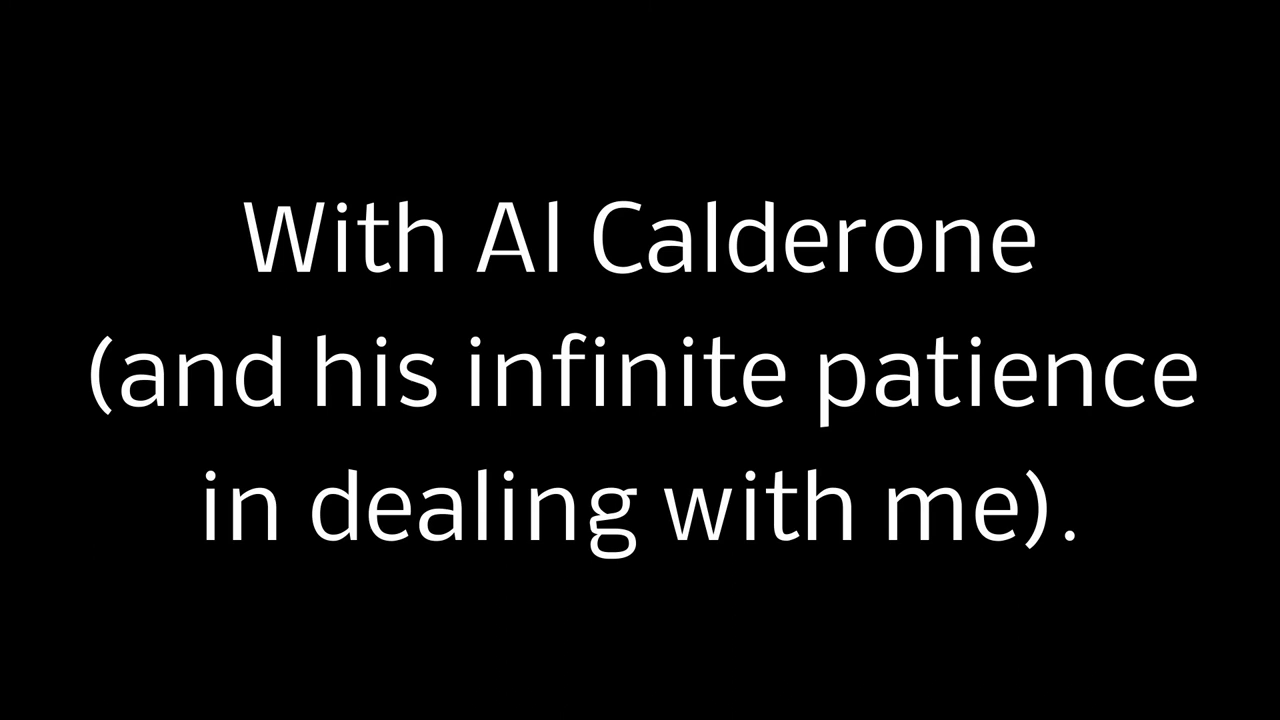 With Al Calderone
(and his infinite patience
in dealing with me).